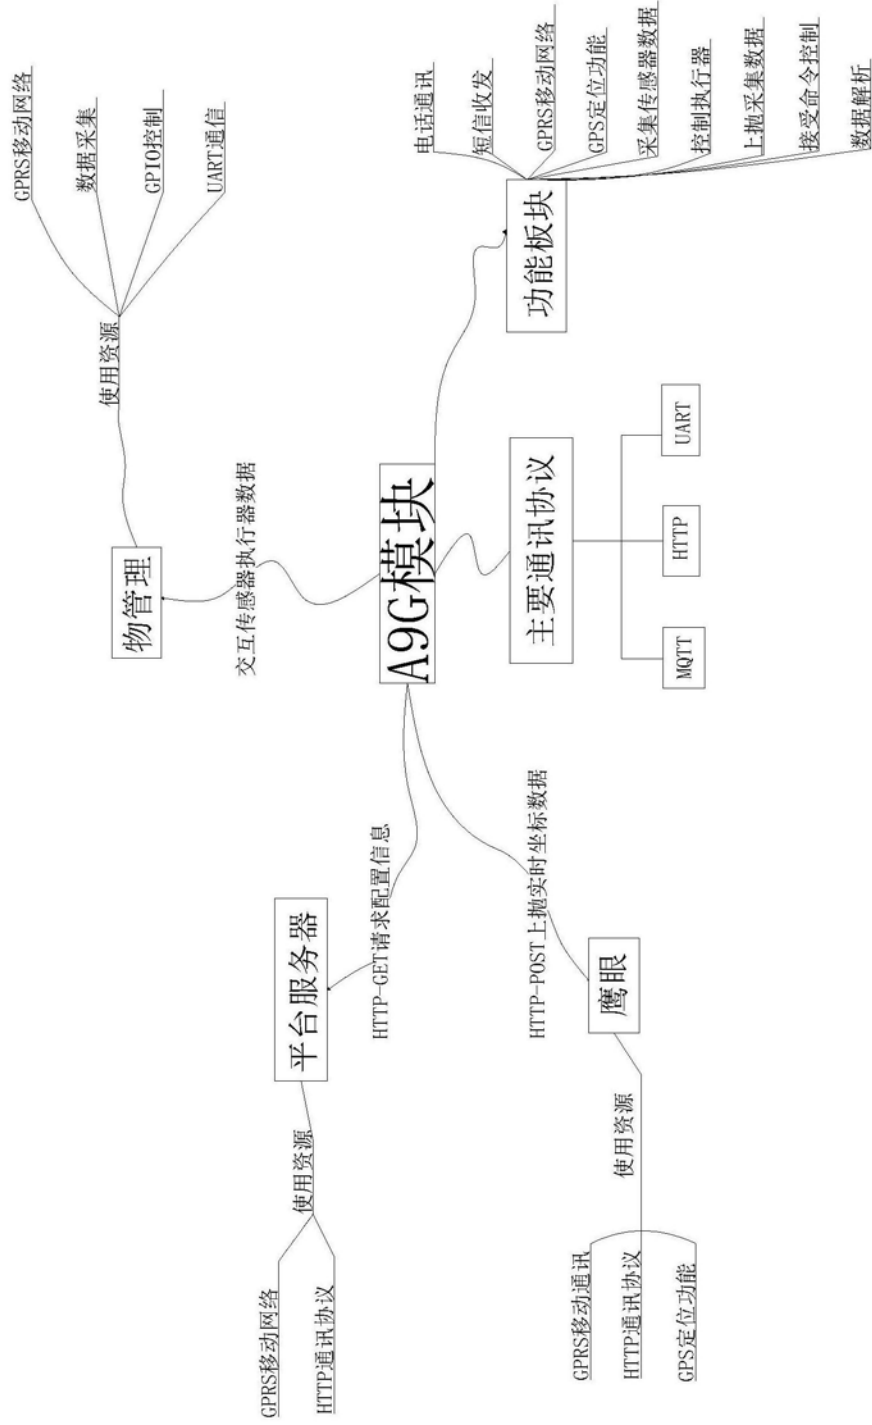 GPRS移动网络
HTTP通讯协议
使用资源
平台服务器
HTTP-GET请求配置信息
GPRS移动通讯
HTTP通讯协议
GPS定位功能
使用资源
鹰眼
HTTP-POST上抛实时坐标数据
A9G模块
物管理
交互传感器执行器数据
使用资源
GPRS移动网络
数据采集
GPIO控制
UART通信
主要通讯协议
MQTT
HTTP
UART
功能板块
电话通讯
短信收发
GPRS移动网络
GPS定位功能
采集传感器数据
控制执行器
上抛采集数据
接受命令控制
数据解析